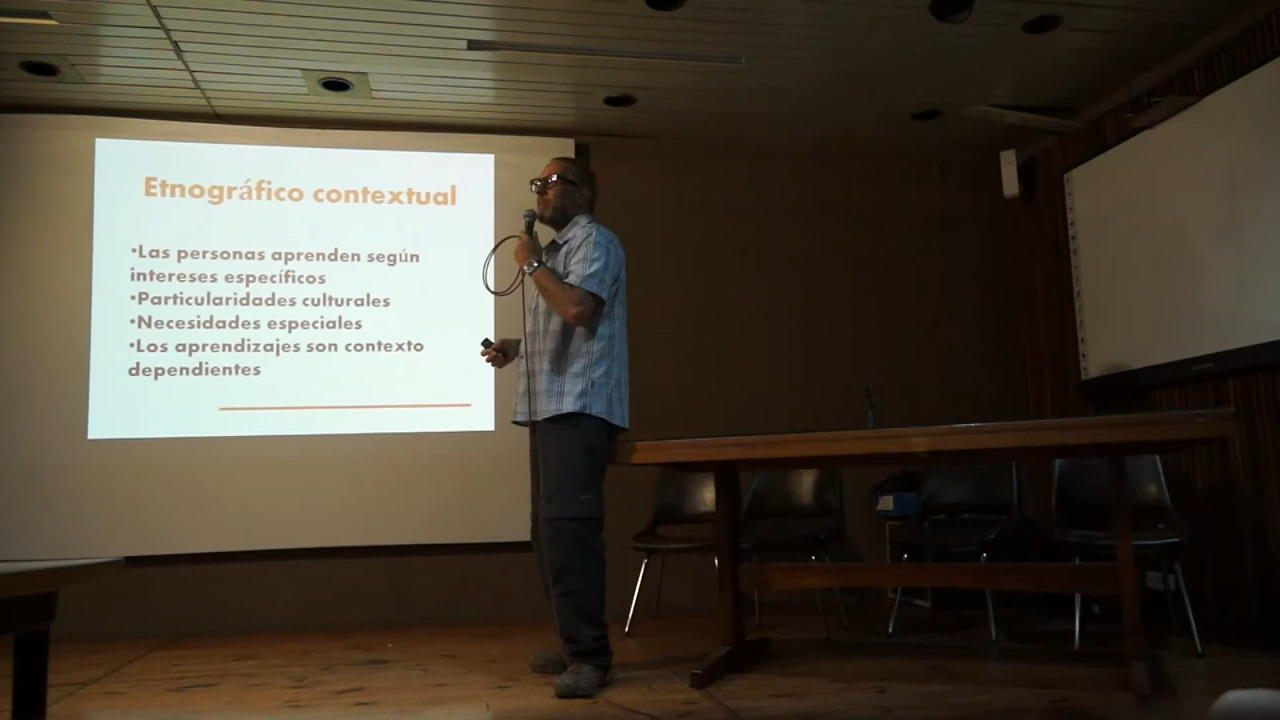 Etnográfico contextual
•Las personas aprenden según
intereses específicos
•Particularidades culturales
•Necesidades especiales
•Los aprendizajes son contexto
dependientes